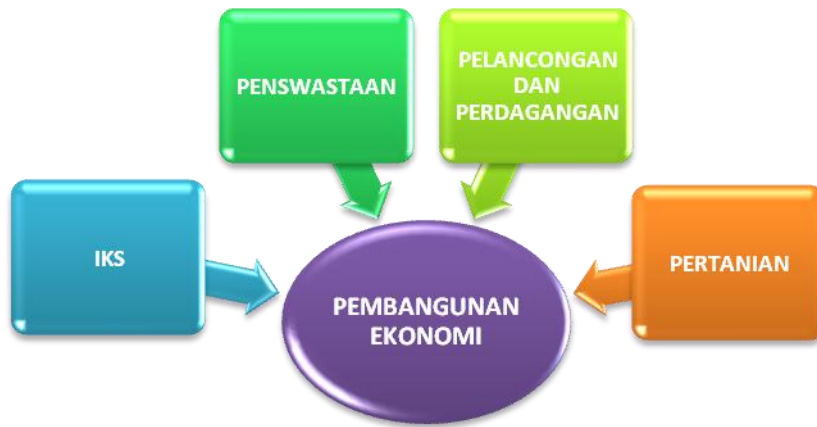 PENSWASTAAN
PELANCONGAN
DAN
PERDAGANGAN
IKS
PERTANIAN
PEMBANGUNAN
EKONOMI